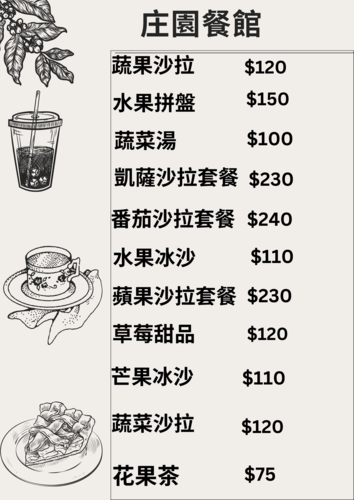 庄園餐館
蔬果沙拉 $120
水果拼盤 $150
蔬菜湯 $100
凱薩沙拉套餐 $230
番茄沙拉套餐 $240
水果冰沙 $110
蘋果沙拉套餐 $230
草莓甜品 $120
芒果冰沙 $110
蔬菜沙拉 $120
花果茶 $75